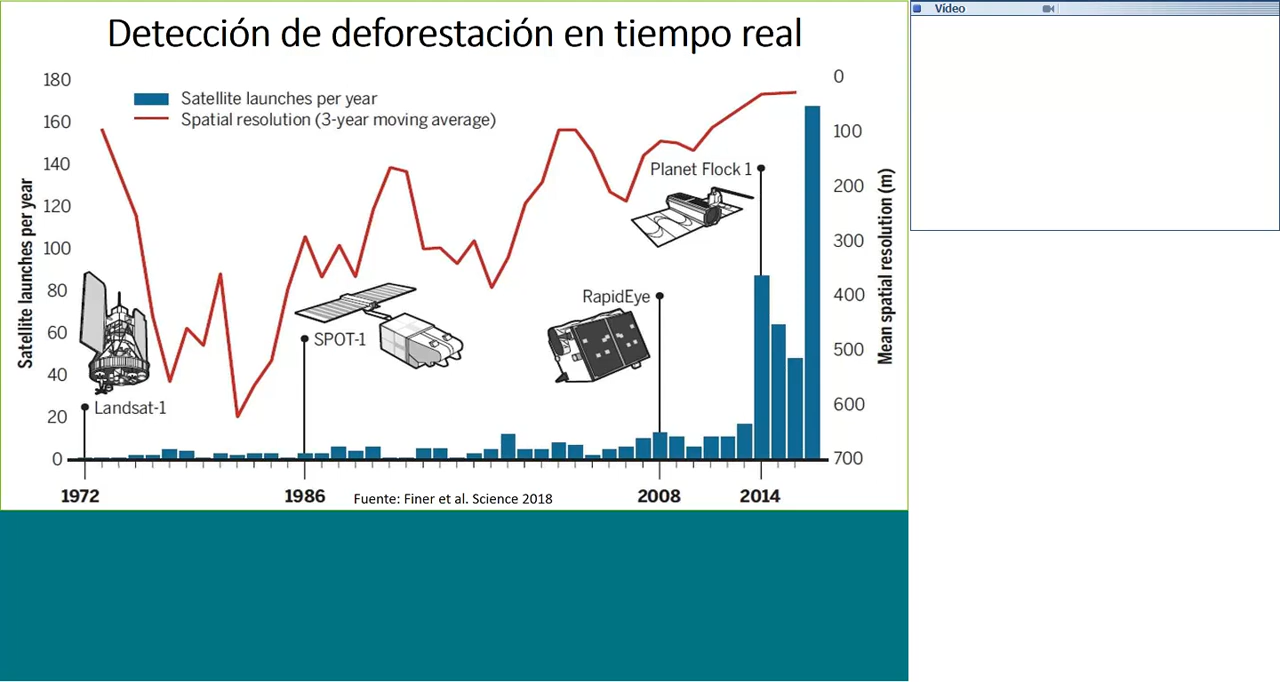 Detección de deforestación en tiempo real
Vídeo
Satellite launches per year
Spatial resolution (3-year moving average)
Satellite launches per year
180
160
140
120
100
80
60
40
20
0
Landsat-1
SPOT-1
RapidEye
Planet Flock 1
0
100
200
300
400
500
600
700
Mean spatial resolution (m)
1972
1986
2008
2014
Fuente: Finer et al. Science 2018